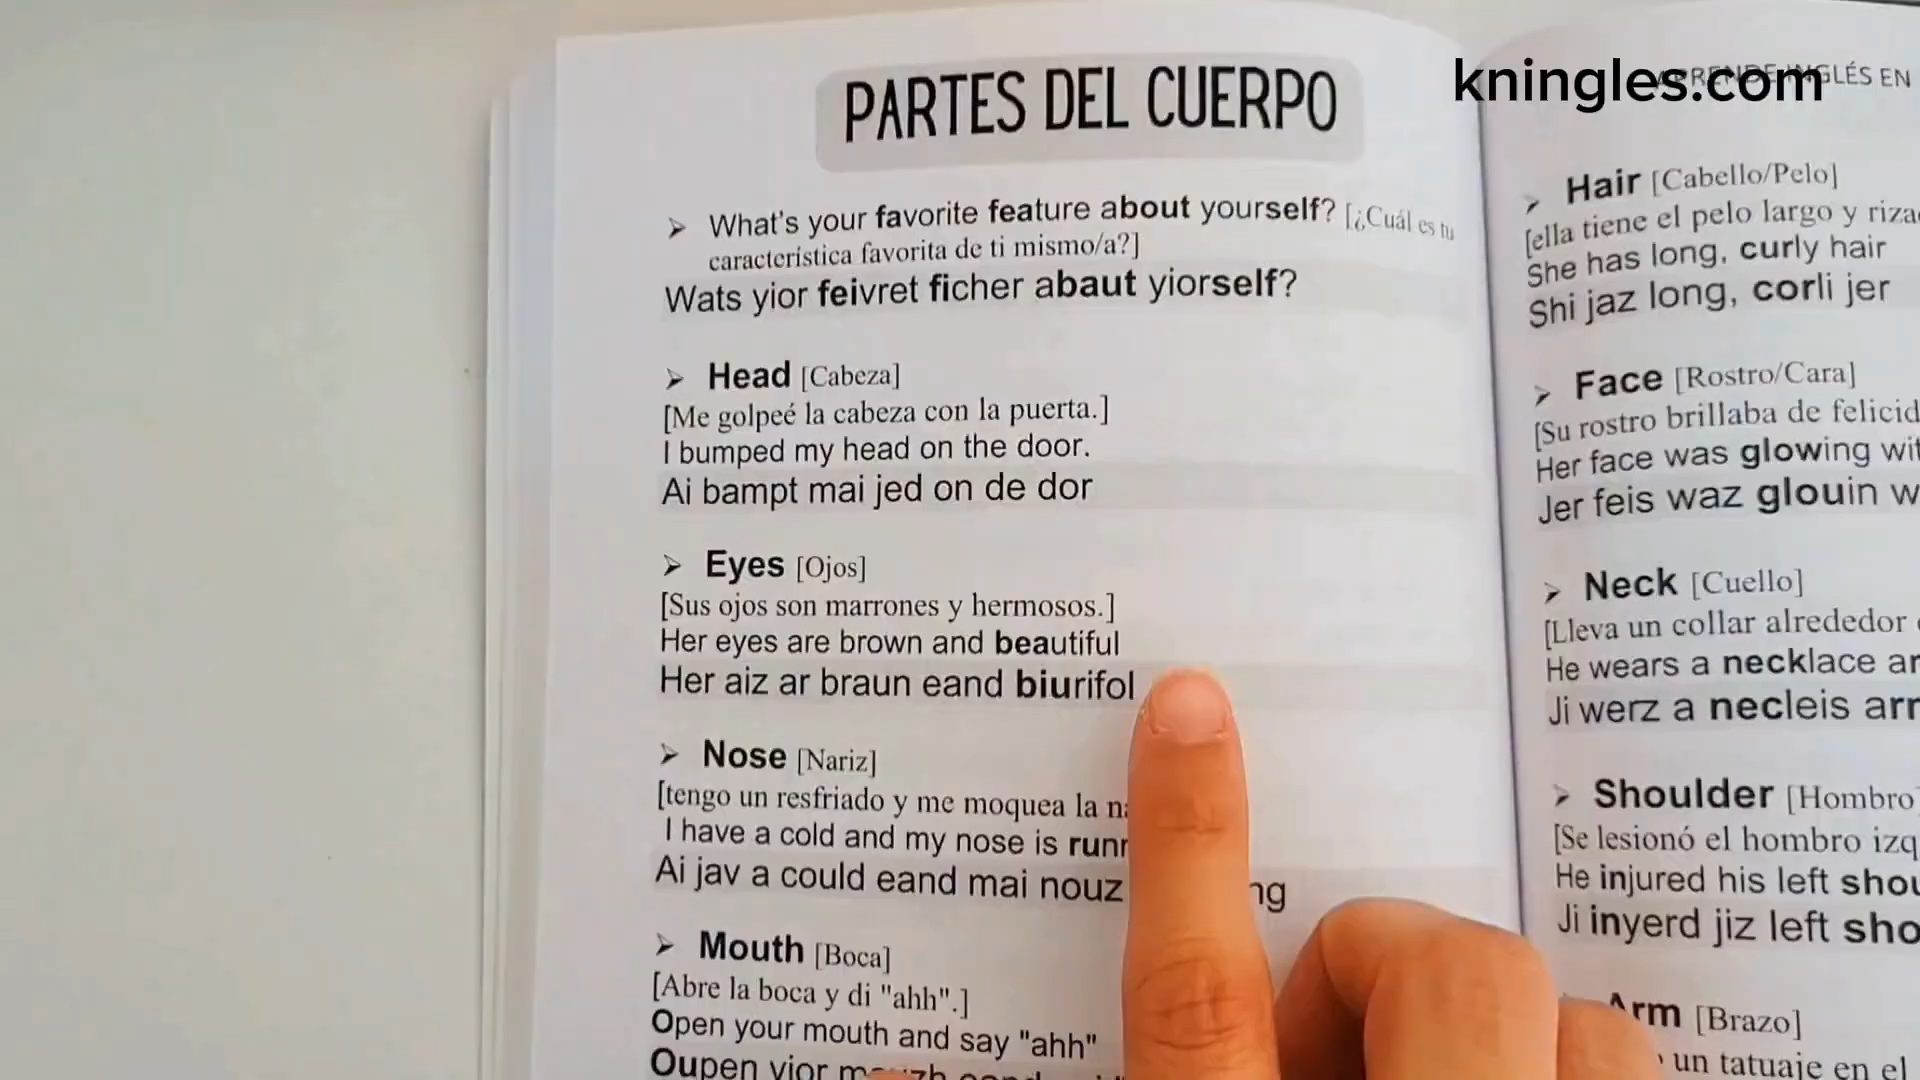 PARTES DEL CUERPO
➢ What's your favorite feature about yourself? [¿Cuál es tu
característica favorita de ti mismo/a?]
Wats yior feivret ficher abaut yiorself?
➢ Head [Cabeza]
[Me golpeé la cabeza con la puerta.]
I bumped my head on the door.
Ai bampt mai jed on de dor
➢ Eyes [Ojos]
[Sus ojos son marrones y hermosos.]
Her eyes are brown and beautiful
Her aiz ar braun eand biurifol
➢ Nose [Nariz]
[tengo un resfriado y me moquea la
I have a cold and my nose is
Ai jav a could eand mai nouz
➢ Mouth [Boca]
[Abre la boca y di "ahh".]
Open your mouth and say "ahh"
Oupen yior
kningles.com
INGLÉS EN
➢ Hair [Cabello/Pelo]
[ella tiene el pelo largo y
She has long, curly hair
Shi jaz long, corli jer
➢ Face [Rostro/Cara]
[Su rostro brillaba de
Her face was glowing
Jer feis waz glouin
➢ Neck [Cuello]
[Lleva un collar alrededor
He wears a necklace
Ji werz a necleis
➢ Shoulder [Hombro]
[Se lesionó el hombro
He injured his left
Ji inyerd jiz left
Arm [Brazo]
un tatuaje en el